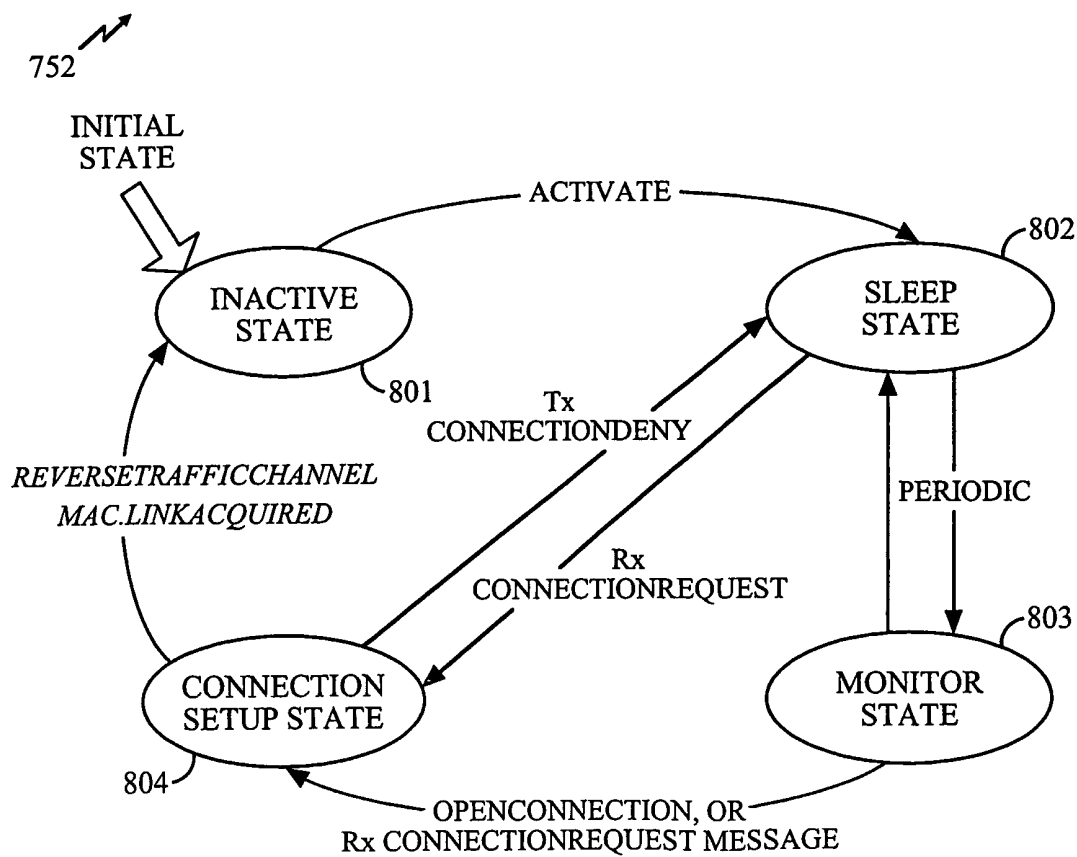 752
INITIAL
STATE
ACTIVATE
802
INACTIVE
STATE
SLEEP
STATE
801
Tx
CONNECTIONDENY
REVERSETRAFFICCHANNEL
MAC.LINKACQUIRED
PERIODIC
Rx
CONNECTIONREQUEST
803
CONNECTION
SETUP STATE
MONITOR
STATE
804
OPENCONNECTION, OR
Rx CONNECTIONREQUEST MESSAGE